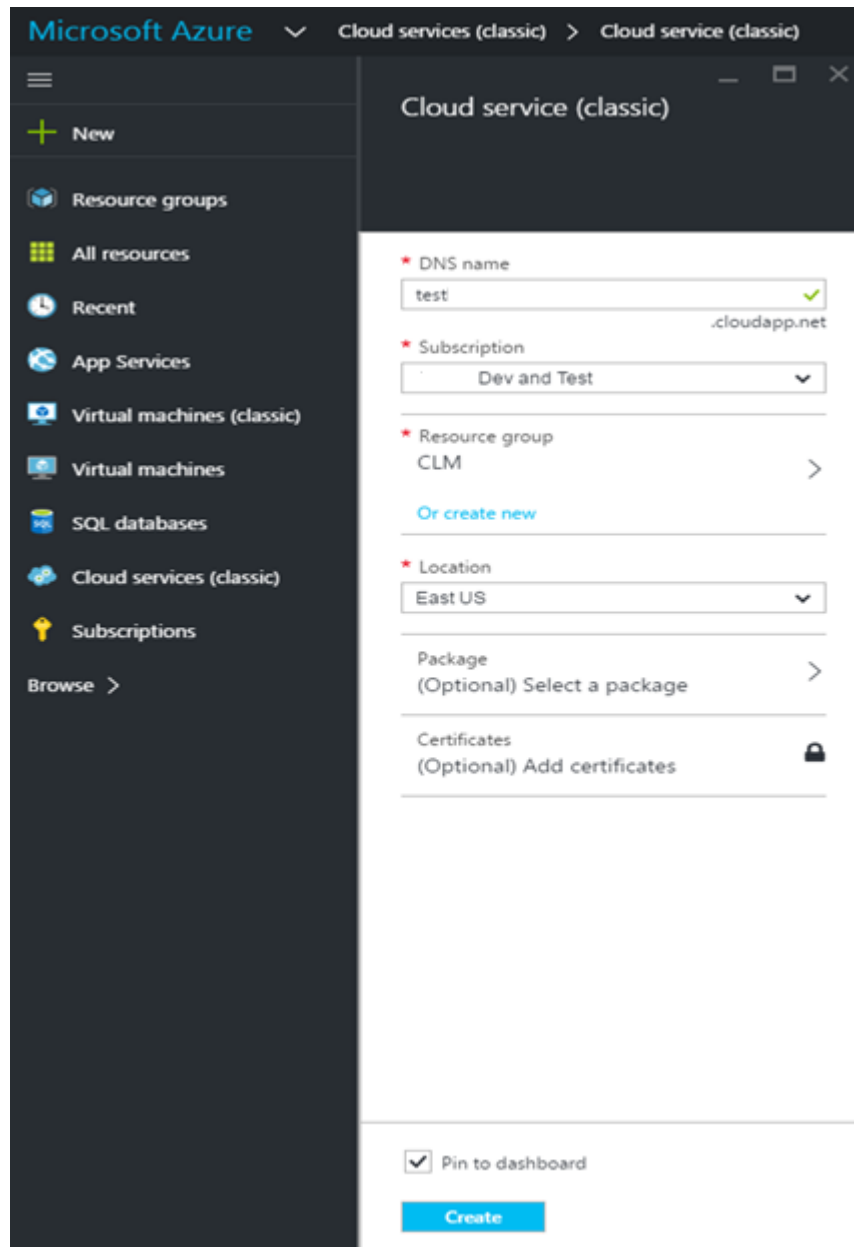 Microsoft Azure Cloud services (classic) > Cloud service (classic)
New
Resource groups
All resources
Recent
App Services
Virtual machines (classic)
Virtual machines
SQL databases
Cloud services (classic)
Subscriptions
Browse >
Cloud service (classic)
* DNS name
test
.cloudapp.net
* Subscription
Dev and Test
* Resource group
CLM
Or create new
* Location
East US
Package
(Optional) Select a package
Certificates
(Optional) Add certificates
Pin to dashboard
Create